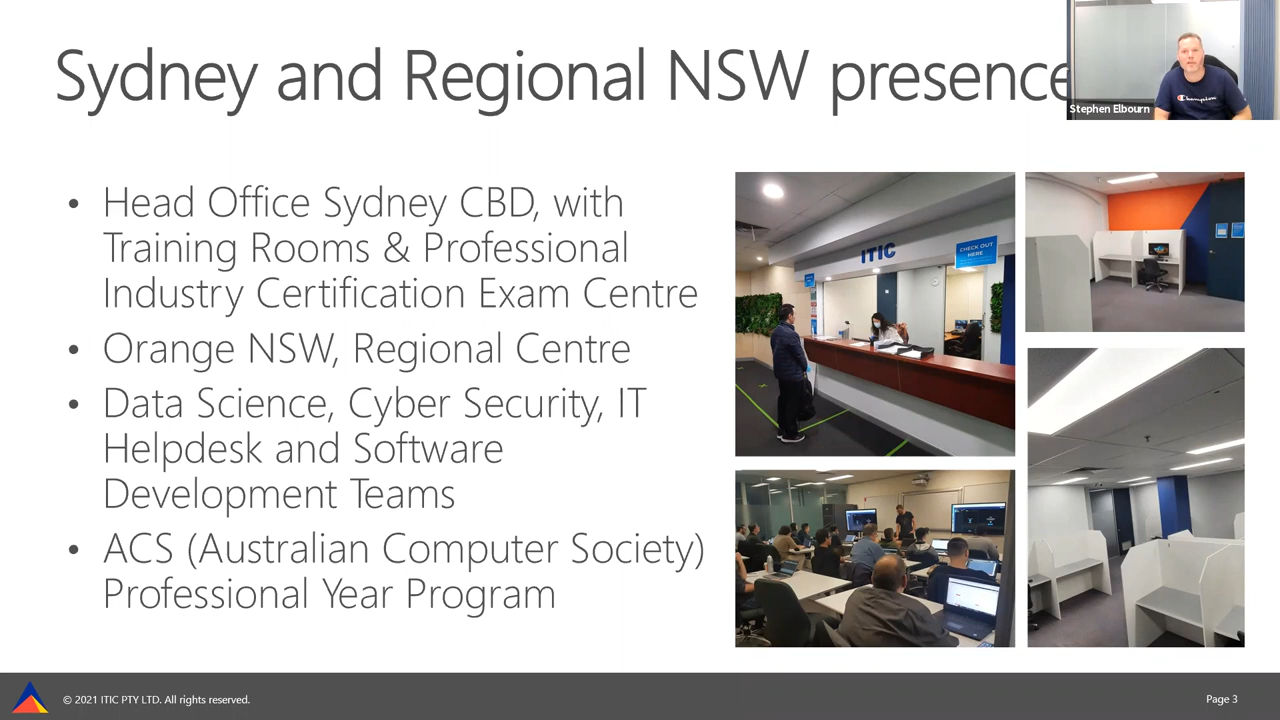 Sydney and Regional NSW presence
Stephen Elbourn
Champion
• Head Office Sydney CBD, with
Training Rooms & Professional
Industry Certification Exam Centre
• Orange NSW, Regional Centre
• Data Science, Cyber Security, IT
Helpdesk and Software
Development Teams
• ACS (Australian Computer Society)
Professional Year Program
ITIC
CHECK OUT
HERE
© 2021 ITIC PTY LTD. All rights reserved.
Page 3